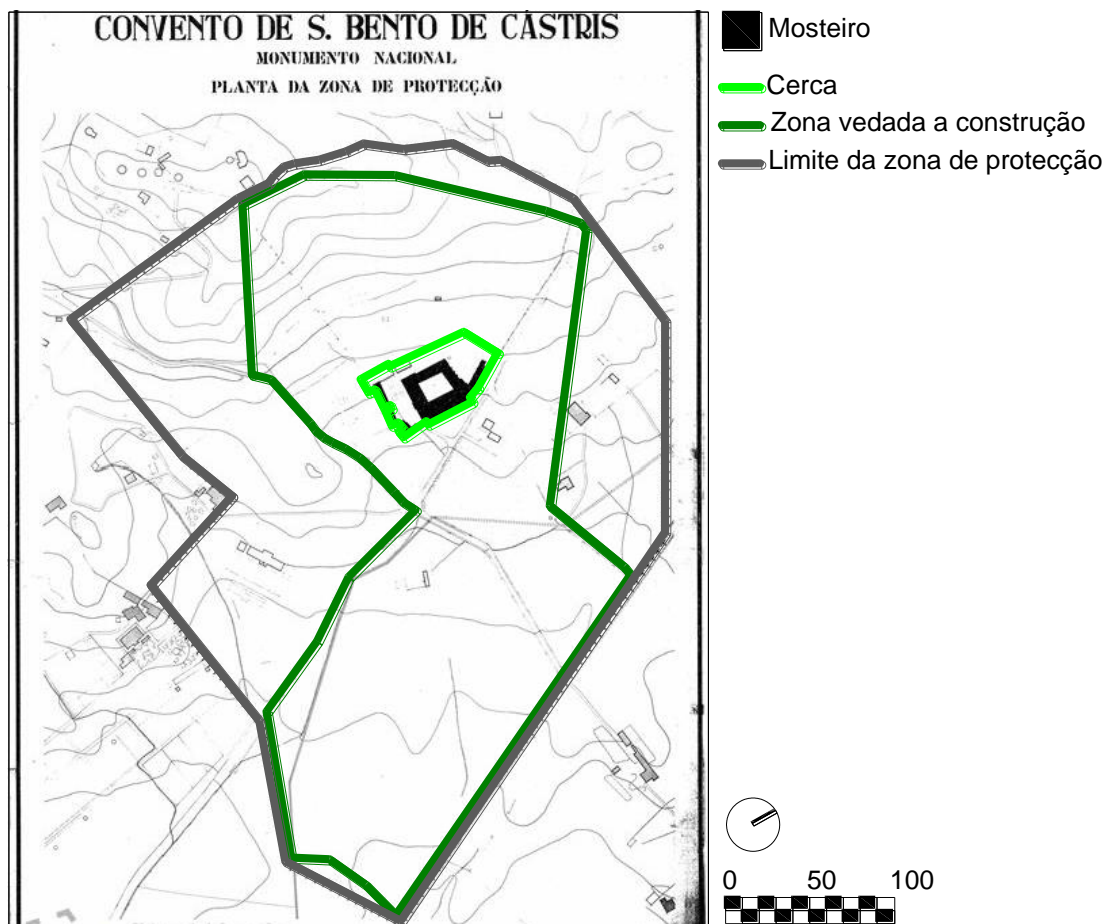 CONVENTO DE S. BENTO DE CÁSTRIS
MONUMENTO NACIONAL
PLANTA DA ZONA DE PROTECÇÃO
Mosteiro
Cerca
Zona vedada a construção
Limite da zona de protecção
0 50 100